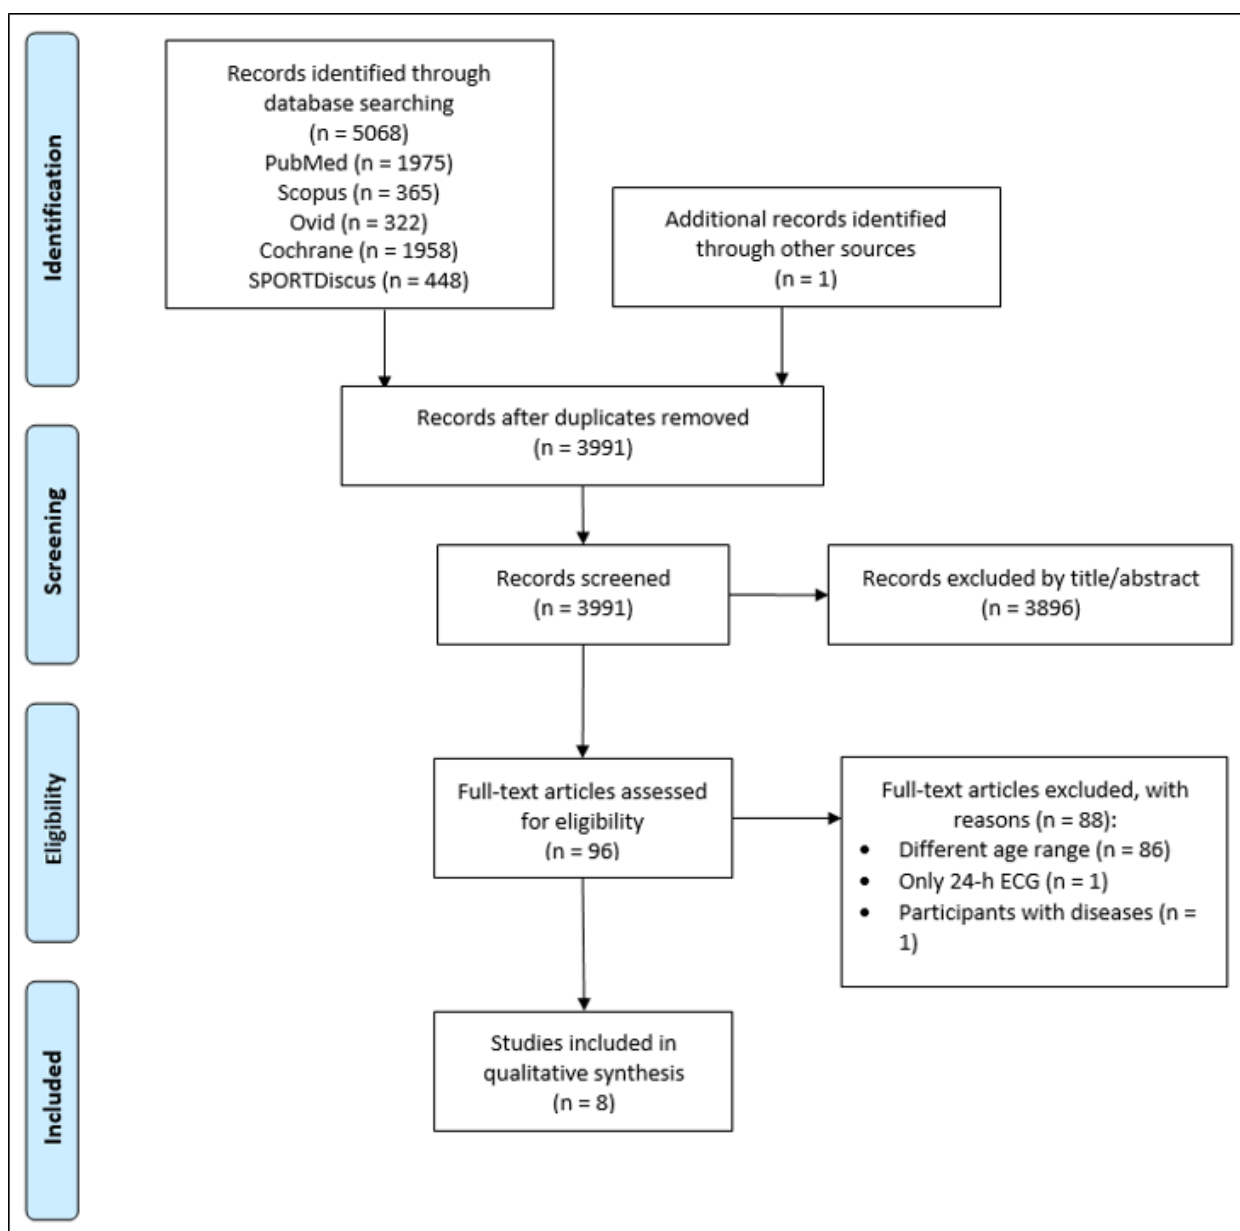 Identification
Records identified through
database searching
(n = 5068)
PubMed (n = 1975)
Scopus (n = 365)
Ovid (n = 322)
Cochrane (n = 1958)
SPORTDiscus (n = 448)
Additional records identified
through other sources
(n = 1)
Records after duplicates removed
(n = 3991)
Screening
Records screened
(n = 3991)
Records excluded by title/abstract
(n = 3896)
Eligibility
Full-text articles assessed
for eligibility
(n = 96)
Full-text articles excluded, with
reasons (n = 88):
• Different age range (n = 86)
• Only 24-h ECG (n = 1)
• Participants with diseases (n =
1)
Included
Studies included in
qualitative synthesis
(n = 8)